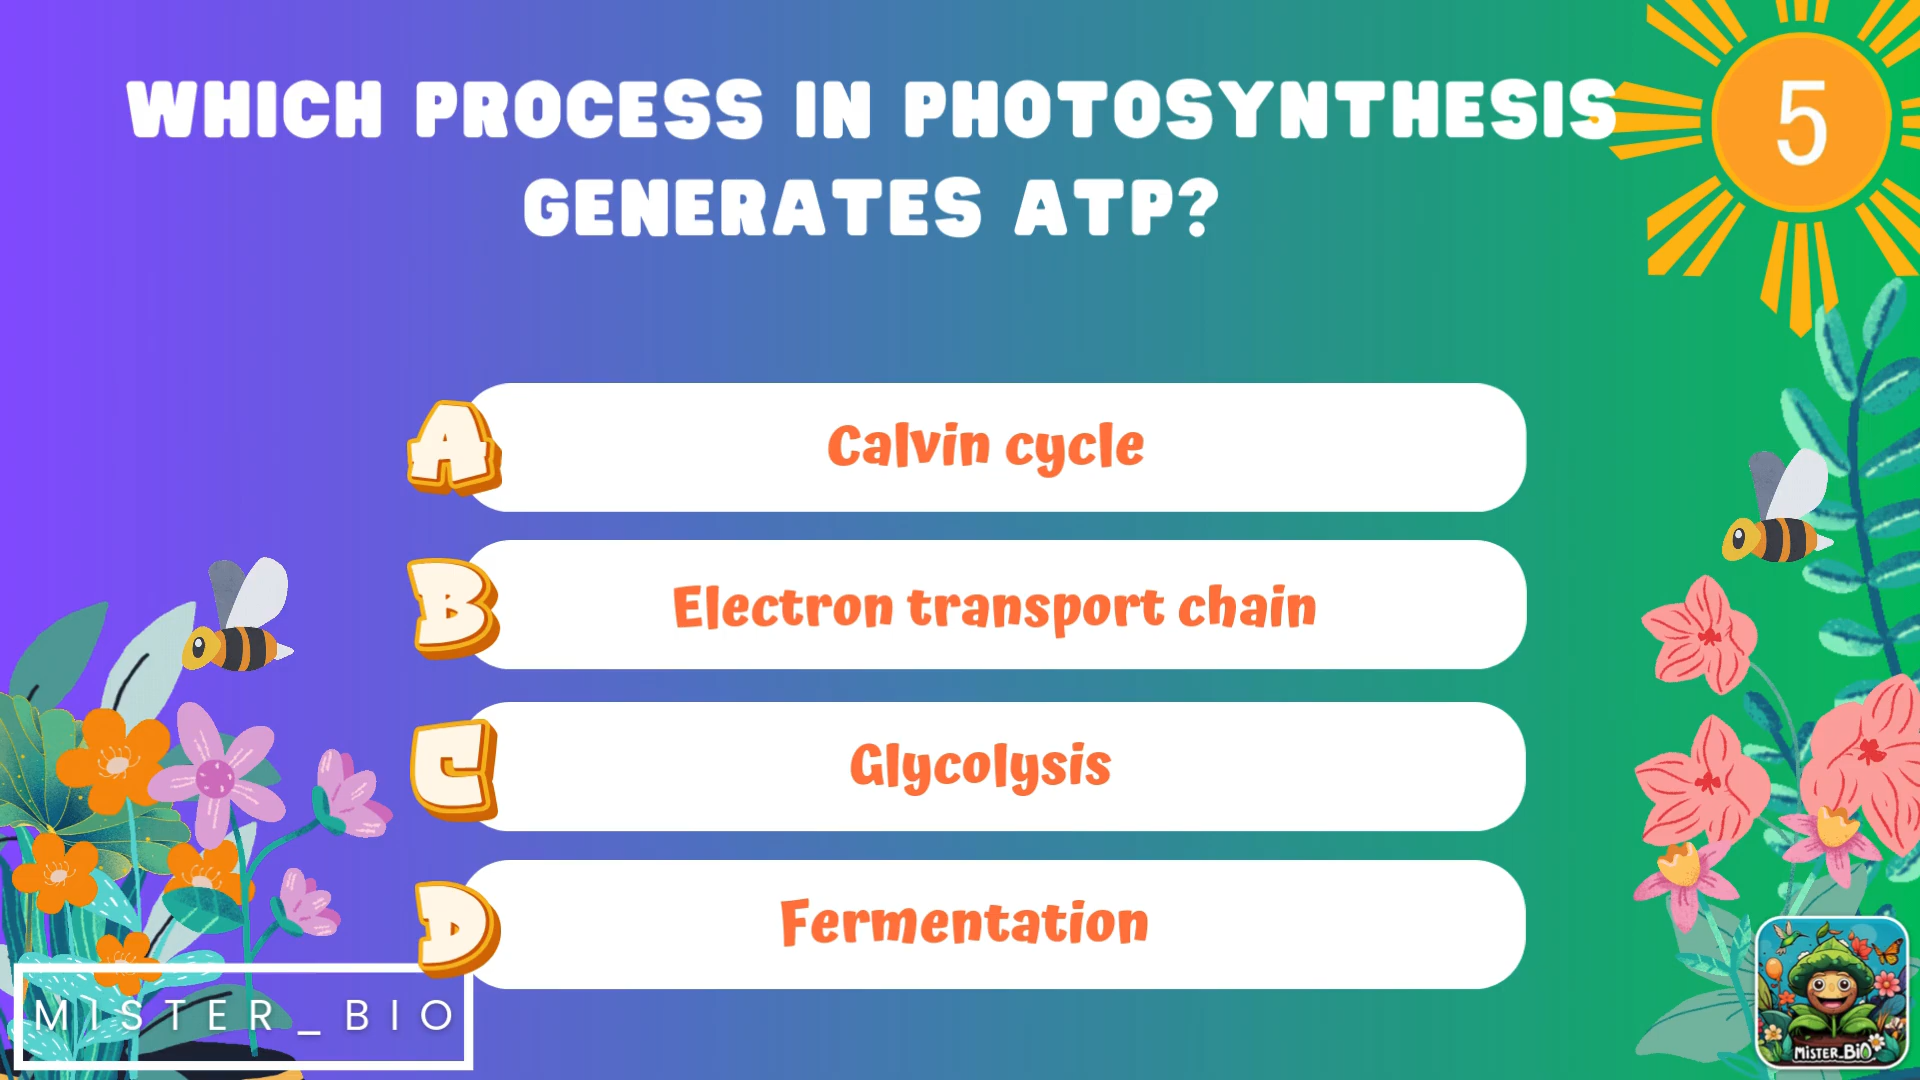 WHICH PROCESS IN PHOTOSYNTHESIS
5
GENERATES ATP?
A
Calvin cycle
B
Electron transport chain
C
Glycolysis
D
Fermentation
MISTER_BIO
MiSTER_BiO